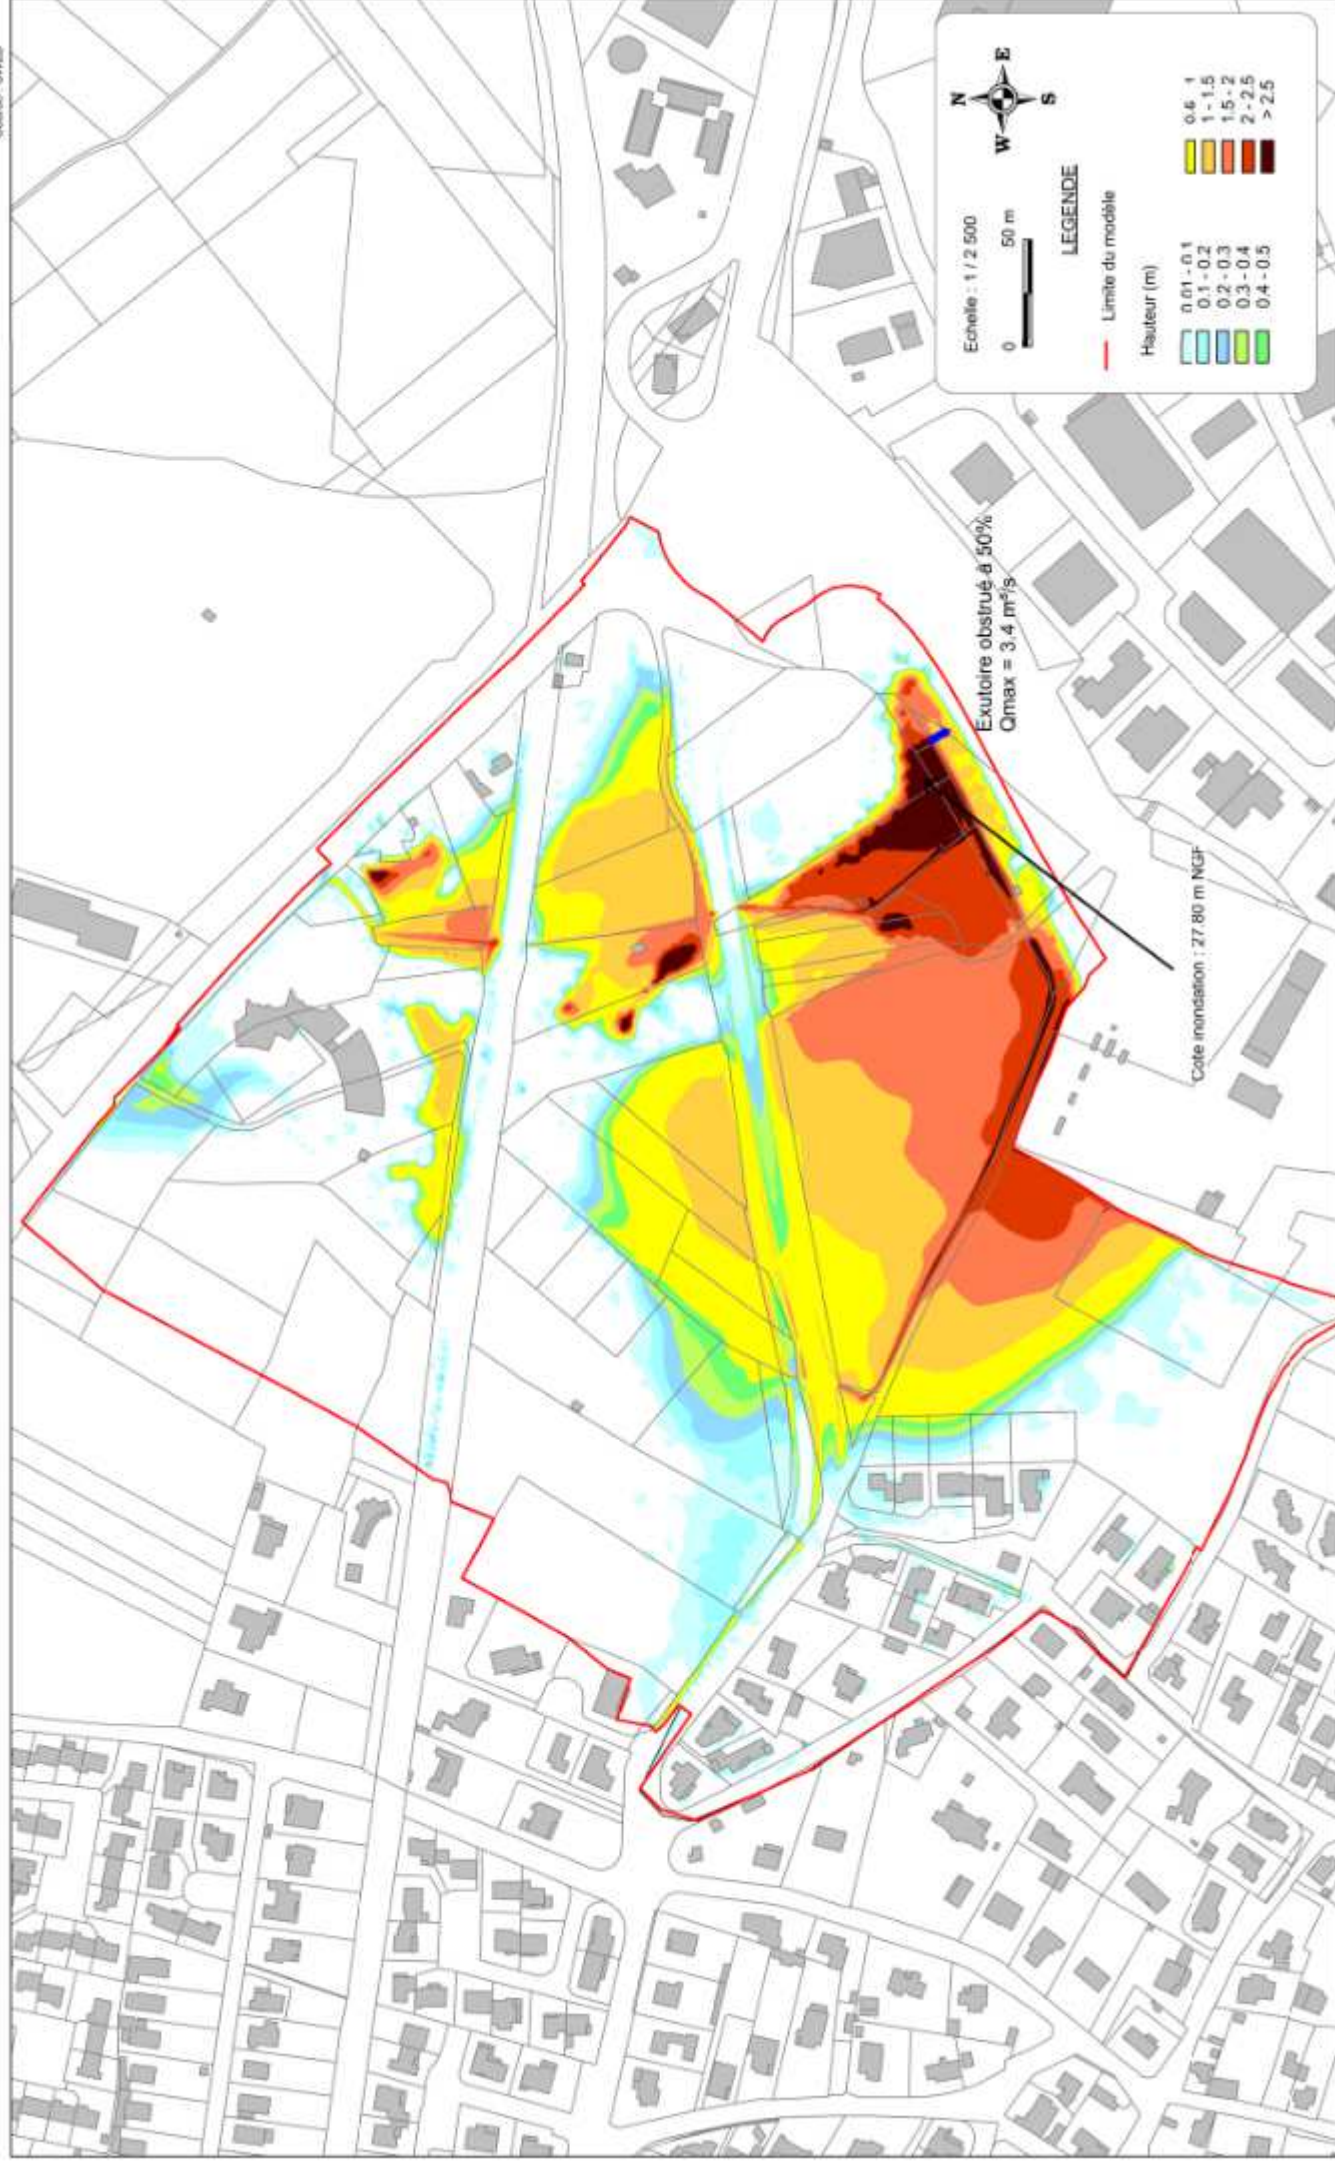 N
W E
S
Echelle : 1 / 2 500
0 50 m
LEGENDE
Limite du modèle
Hauteur (m)
0.01 - 0.1
0.1 - 0.2
0.2 - 0.3
0.3 - 0.4
0.4 - 0.5
0.6 1
1 - 1.5
1.5 - 2
2 - 2.5
> 2.5
Exutoire obstrué à 50%
Qmax = 3.4 m³/s
Cote inondation : 27.80 m NGF